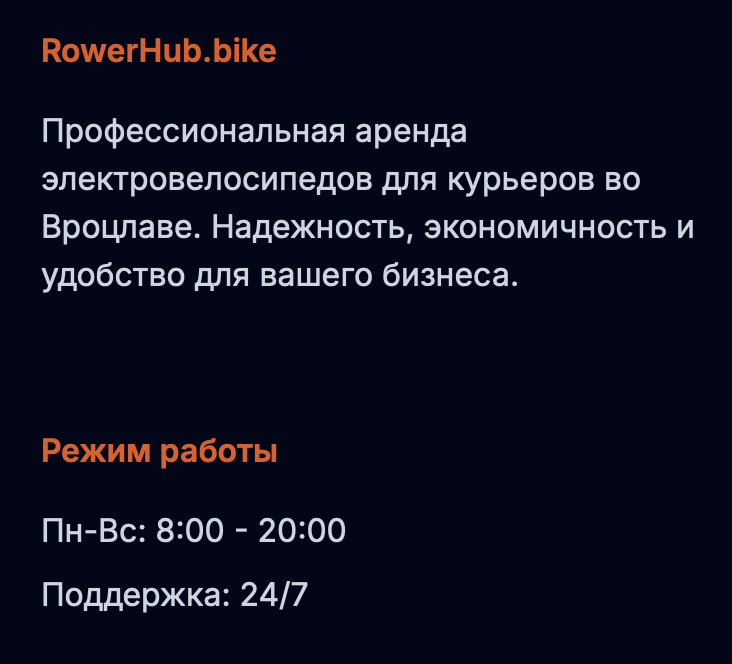 RowerHub.bike
Профессиональная аренда
электровелосипедов для курьеров во
Вроцлаве. Надежность, экономичность и
удобство для вашего бизнеса.
Режим работы
Пн-Вс: 8:00 - 20:00
Поддержка: 24/7